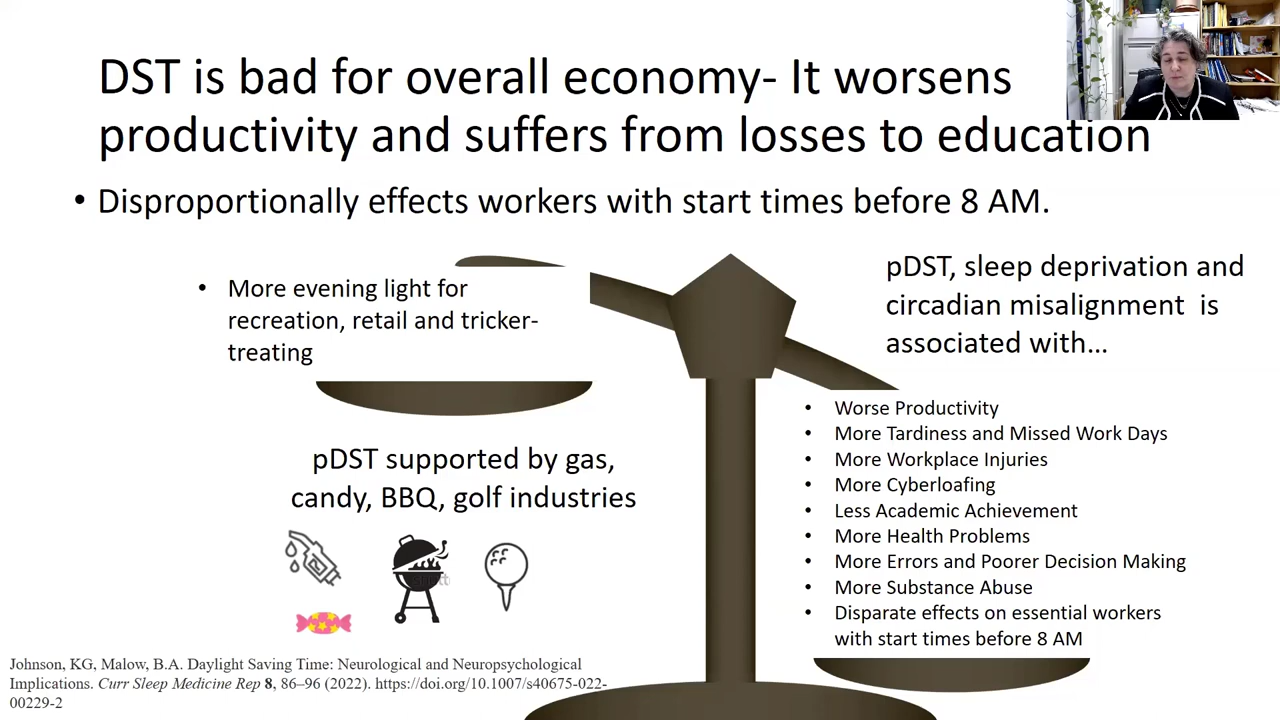 DST is bad for overall economy- It worsens
productivity and suffers from losses to education
• Disproportionally effects workers with start times before 8 AM.
• More evening light for
recreation, retail and tricker-
treating
pDST supported by gas,
candy, BBQ, golf industries
pDST, sleep deprivation and
circadian misalignment is
associated with…
• Worse Productivity
• More Tardiness and Missed Work Days
• More Workplace Injuries
• More Cyberloafing
• Less Academic Achievement
• More Health Problems
• More Errors and Poorer Decision Making
• More Substance Abuse
• Disparate effects on essential workers
with start times before 8 AM
Johnson, KG, Malow, B.A. Daylight Saving Time: Neurological and Neuropsychological
Implications. Curr Sleep Medicine Rep 8, 86–96 (2022). https://doi.org/10.1007/s40675-022-
00229-2